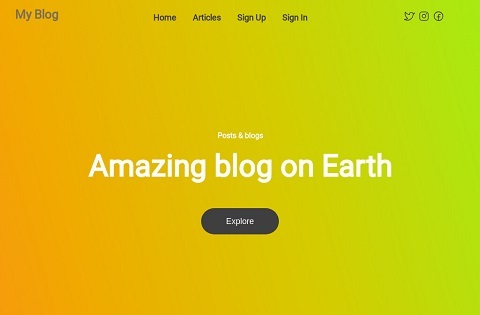 My Blog
Home Articles Sign Up Sign In
Posts & blogs
Amazing blog on Earth
Explore